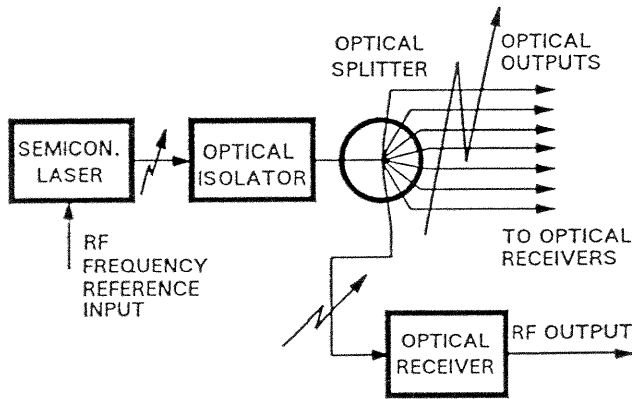 OPTICAL
SPLITTER
OPTICAL
OUTPUTS
SEMICON.
LASER
OPTICAL
ISOLATOR
RF
FREQUENCY
REFERENCE
INPUT
TO OPTICAL
RECEIVERS
OPTICAL
RECEIVER
RF OUTPUT